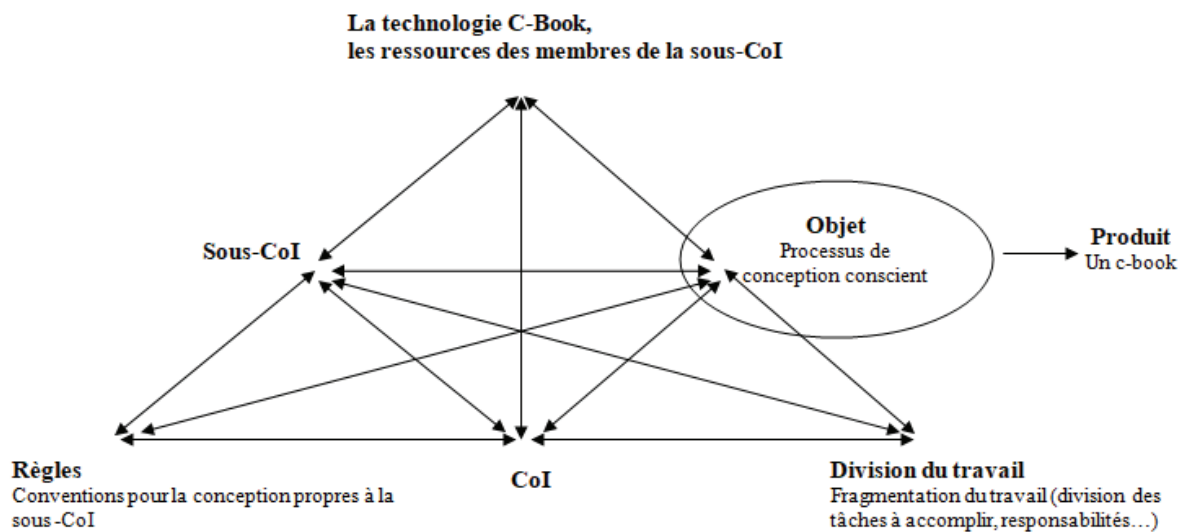 La technologie C-Book,
les ressources des membres de la sous-CoI
Sous-CoI
Objet
Processus de
conception conscient
Produit
Un c-book
Règles
Conventions pour la conception propres à la
sous -CoI
CoI
Division du travail
Fragmentation du travail (division des
tâches à accomplir, responsabilités…)